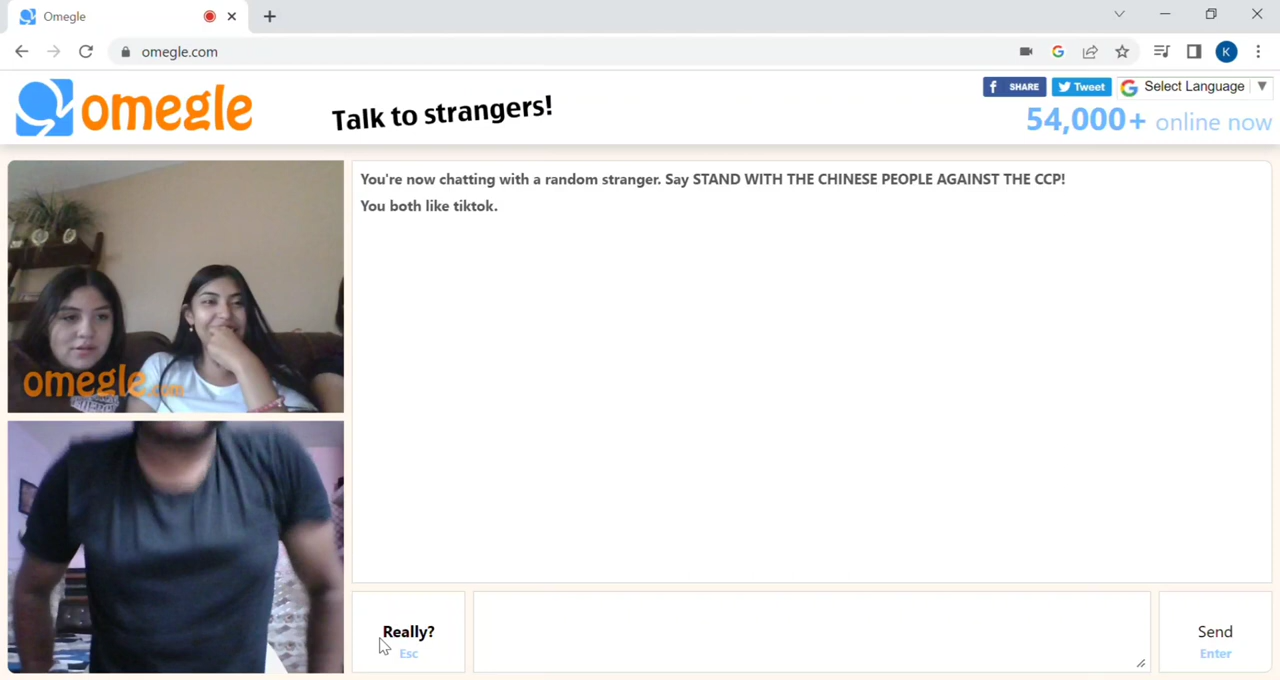 Omegle
omegle.com
K
omegle
Talk to strangers!
f SHARE
Tweet
G Select Language ▼
54,000+ online now
omegle.com
You're now chatting with a random stranger. Say STAND WITH THE CHINESE PEOPLE AGAINST THE CCP!
You both like tiktok.
Really?
Esc
Send
Enter